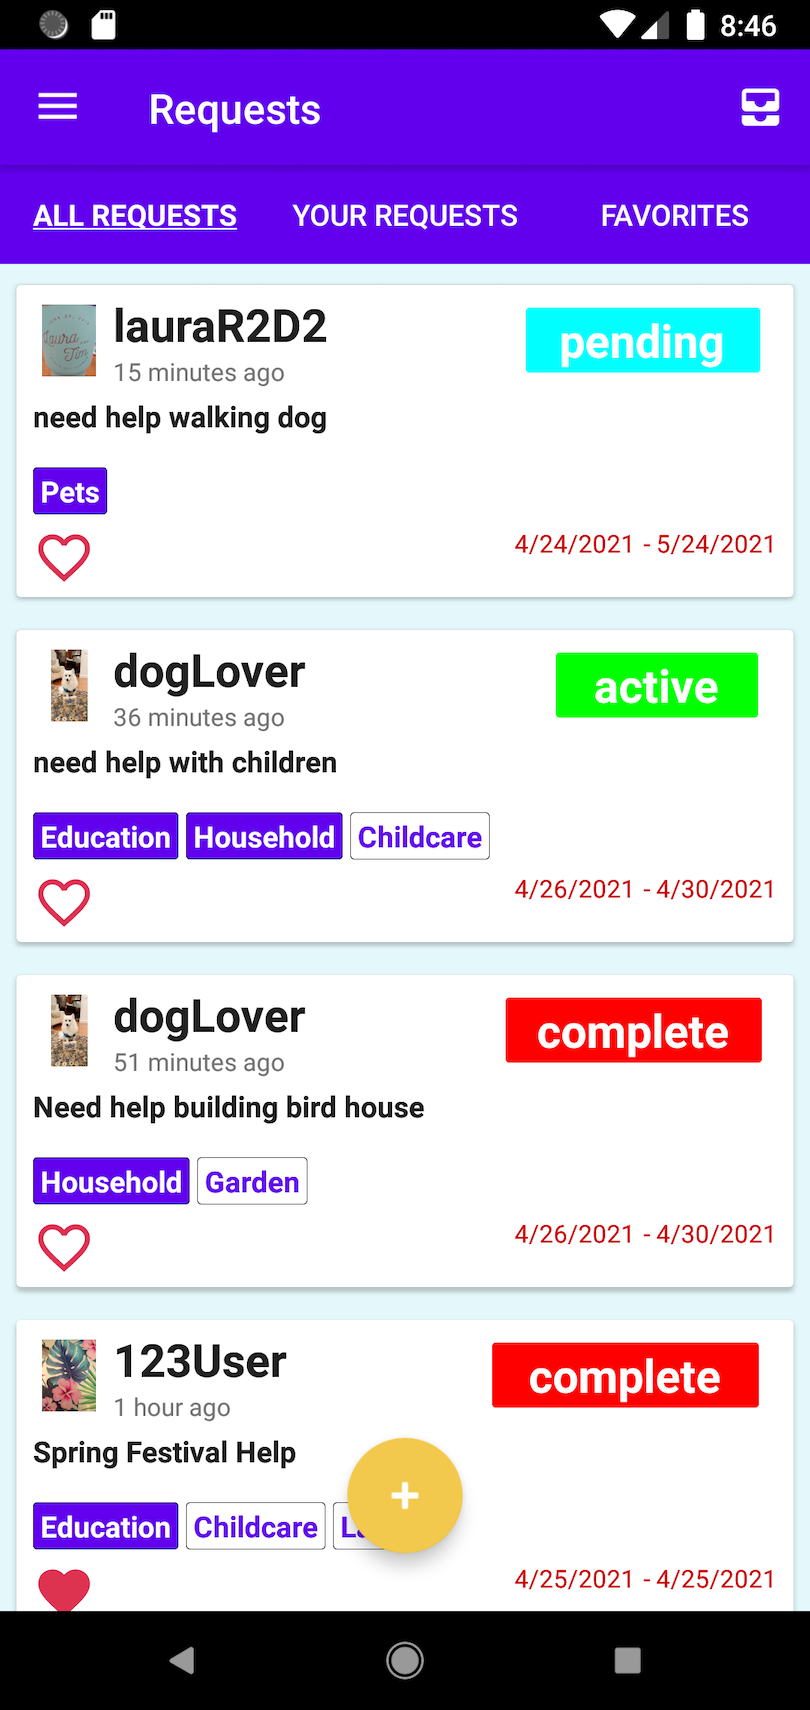 8:46
Requests
ALL REQUESTS YOUR REQUESTS FAVORITES
lauraR2D2 pending
15 minutes ago
need help walking dog
Pets
4/24/2021 - 5/24/2021
dogLover active
36 minutes ago
need help with children
Education Household Childcare
4/26/2021 - 4/30/2021
dogLover complete
51 minutes ago
Need help building bird house
Household Garden
4/26/2021 - 4/30/2021
123User complete
1 hour ago
Spring Festival Help
+
Education Childcare
4/25/2021 - 4/25/2021